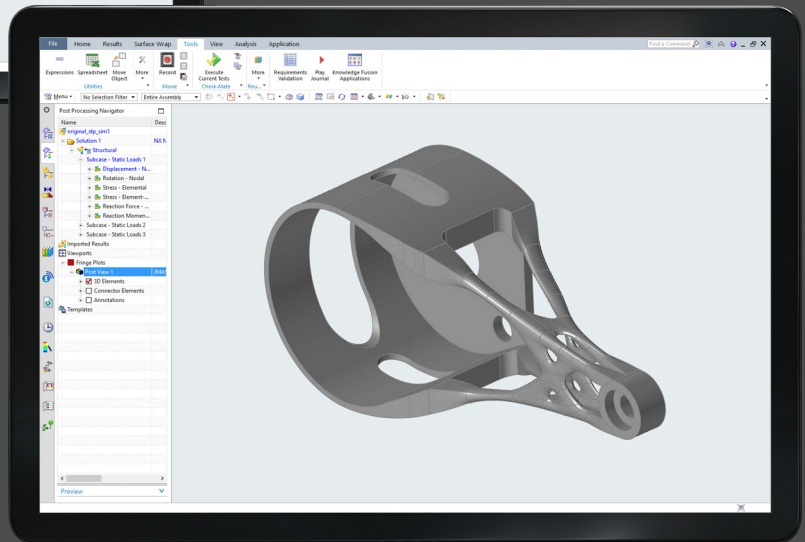 File Home Results Surface Wrap Tools View Analysis Application Find a Command
Expressions Spreadsheet Move Object More Record Execute Current Tests More Requirements Validation Play Journal Knowledge Fusion Applications
Utilities Movie Check-Mate Reu...
Menu No Selection Filter Entire Assembly
Post Processing Navigator
Name Desc
original_stp_sim1
Solution 1 NX N
Structural
Subcase - Static Loads 1
Displacement - N...
Rotation - Nodal
Stress - Elemental
Stress - Element-...
Reaction Force - ...
Reaction Momen...
Subcase - Static Loads 2
Subcase - Static Loads 3
Imported Results
Viewports
Fringe Plots
Post View 1 (MAS
3D Elements
Connector Elements
Annotations
Templates
Preview